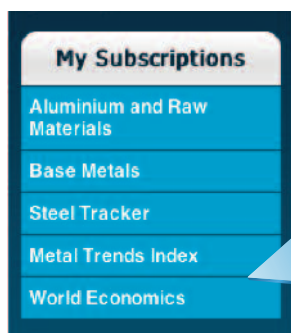 My Subscriptions
Aluminium and Raw
Materials
Base Metals
Steel Tracker
Metal Trends Index
World Economics